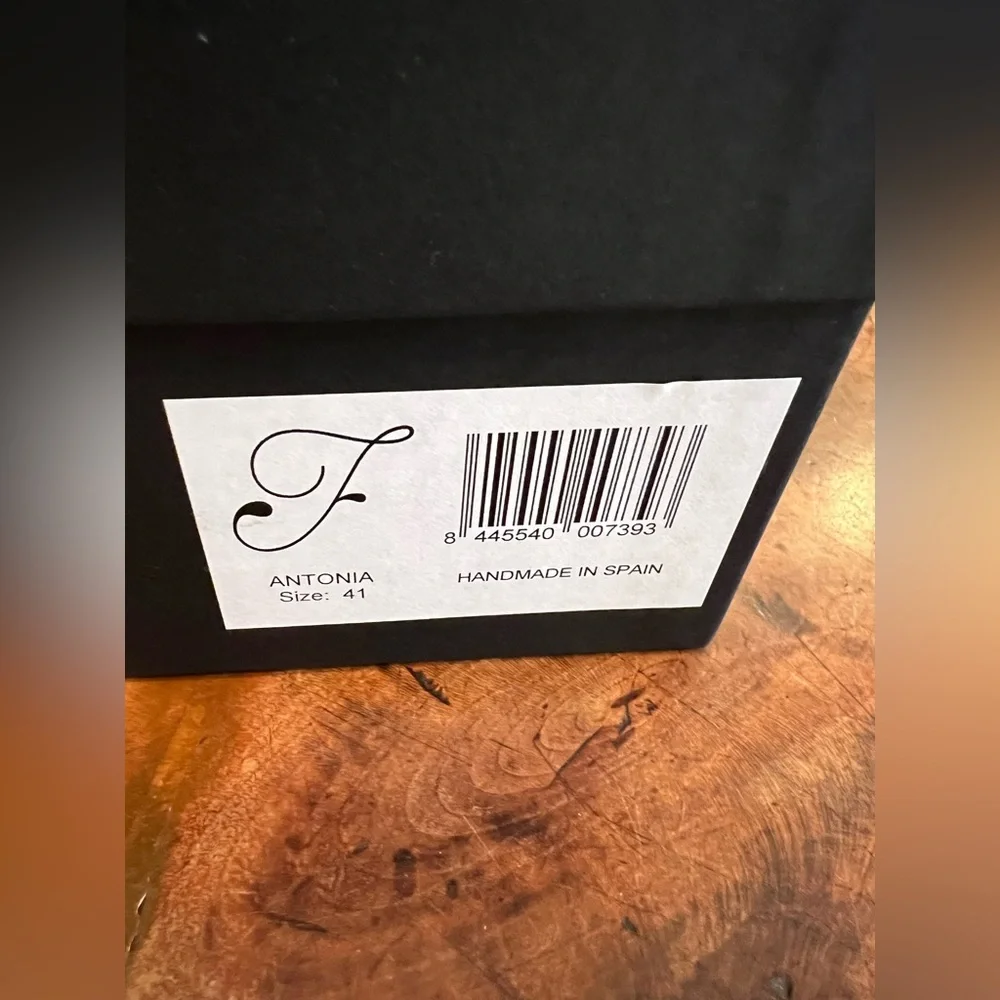 F
8 445540 007393
ANTONIA
Size: 41
HANDMADE IN SPAIN